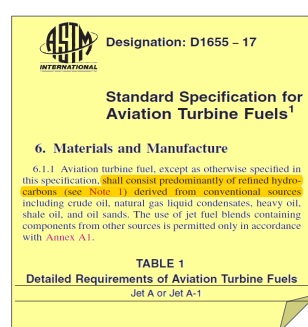 ASTM
INTERNATIONAL
Designation: D1655 – 17
Standard Specification for
Aviation Turbine Fuels1
6. Materials and Manufacture
6.1.1 Aviation turbine fuel, except as otherwise specified in
this specification, shall consist predominantly of refined hydro-
carbons (see Note 1) derived from conventional sources
including crude oil, natural gas liquid condensates, heavy oil,
shale oil, and oil sands. The use of jet fuel blends containing
components from other sources is permitted only in accordance
with Annex A1.
TABLE 1
Detailed Requirements of Aviation Turbine Fuels
Jet A or Jet A-1